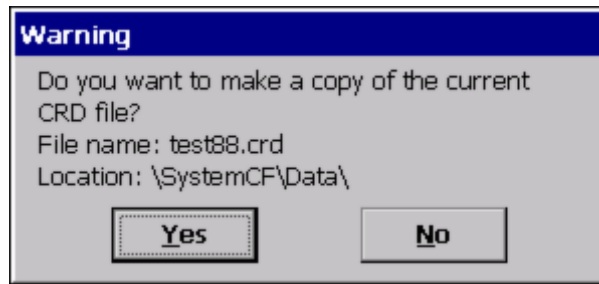 Warning
Do you want to make a copy of the current
CRD file?
File name: test88.crd
Location: \SystemCF\Data\
Yes No